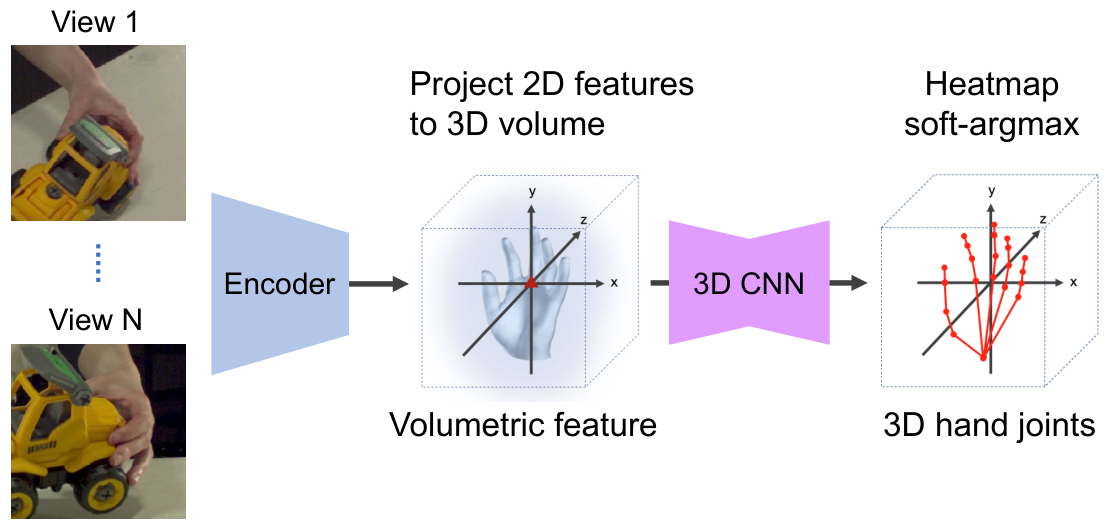 View 1
View N
Encoder
Project 2D features
to 3D volume
y
z
x
Volumetric feature
3D CNN
Heatmap
soft-argmax
y
z
x
3D hand joints